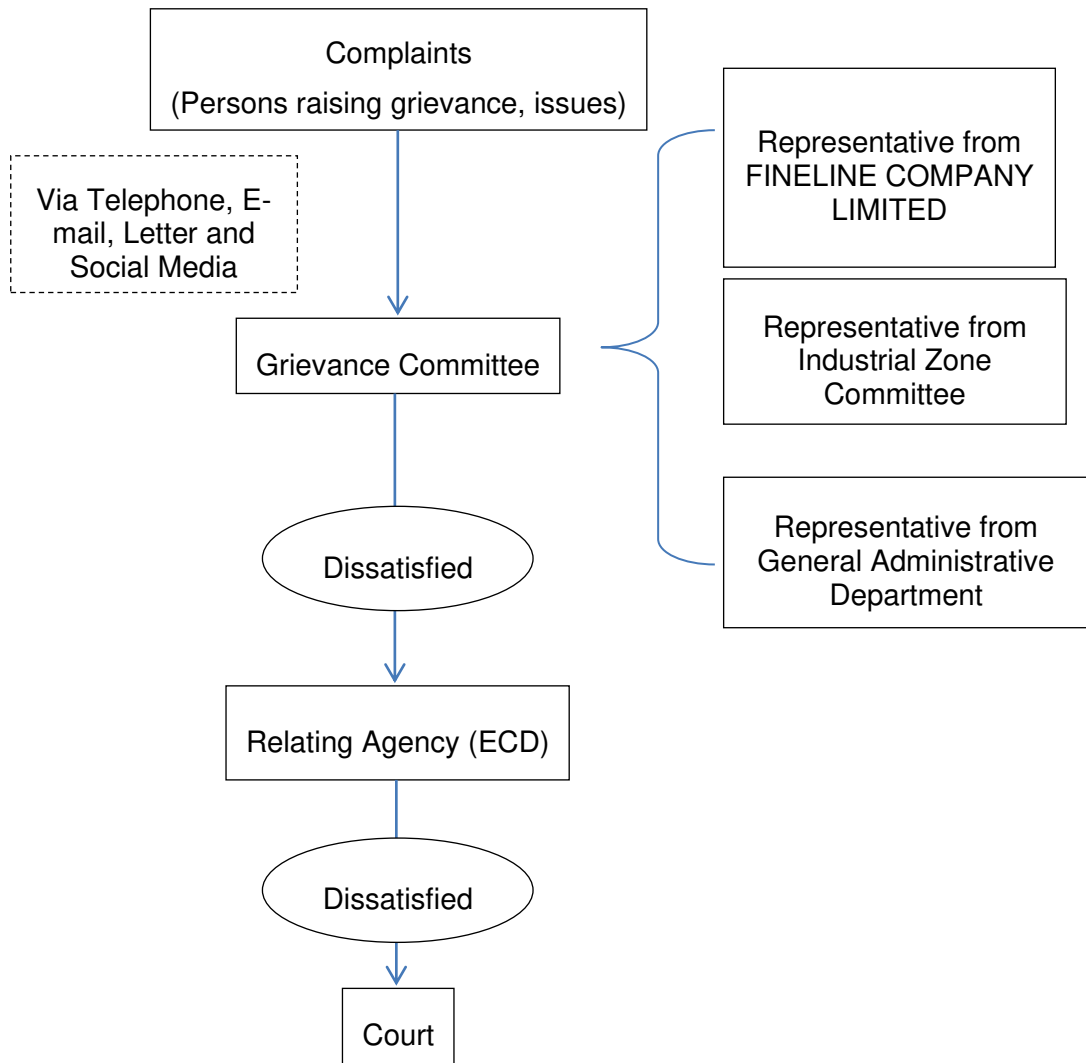 Complaints
(Persons raising grievance, issues)
Via Telephone, E-
mail, Letter and
Social Media
Grievance Committee
Representative from
FINELINE COMPANY
LIMITED
Representative from
Industrial Zone
Committee
Representative from
General Administrative
Department
Dissatisfied
Relating Agency (ECD)
Dissatisfied
Court